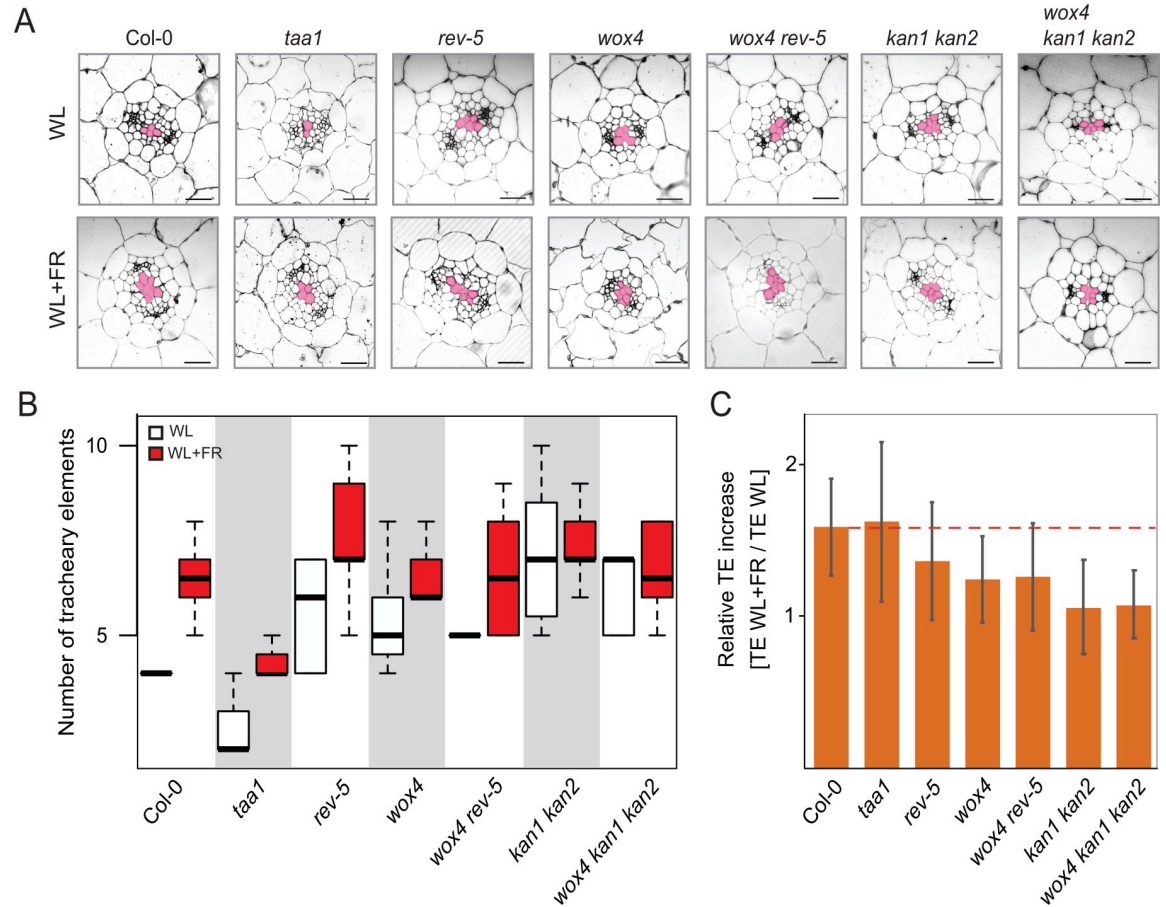 A
Col-0 taa1 rev-5 wox4 wox4 rev-5 kan1 kan2 wox4
kan1 kan2
WL
WL+FR
B
WL
WL+FR
10
5
Number of tracheary elements
Col-0
taa1
rev-5
wox4
wox4 rev-5
kan1 kan2
wox4 kan1 kan2
C
2
1
Relative TE increase
[TE WL+FR / TE WL]
Col-0
taa1
rev-5
wox4
wox4 rev-5
kan1 kan2
wox4 kan1 kan2